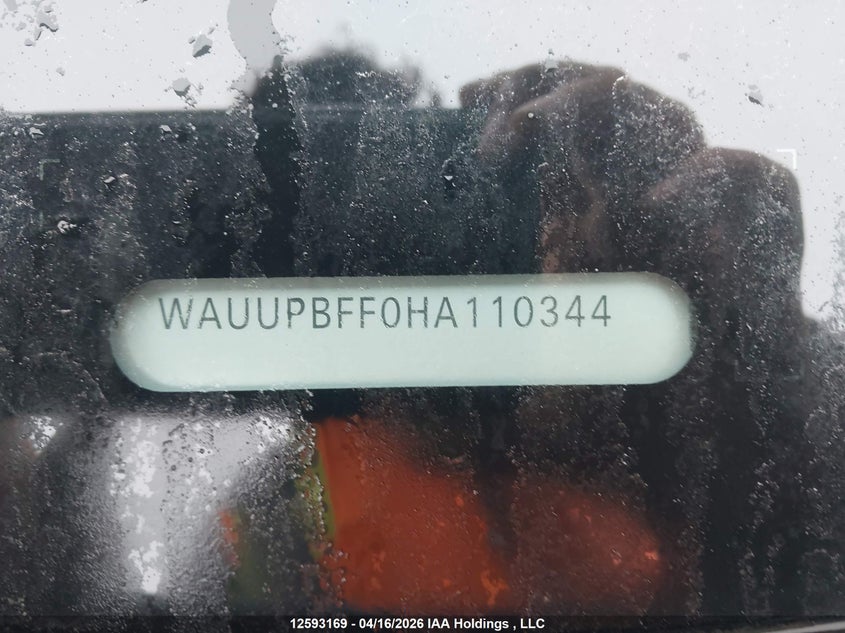 WAUUPBFF0HA110344
12593169 - 04/16/2026 IAA Holdings , LLC